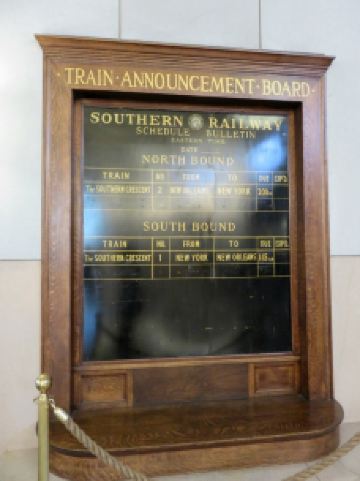 TRAIN·ANNOUNCEMENT·BOARD·
SOUTHERN RAILWAY
SCHEDULE BULLETIN
EASTERN TIME
DATE
NORTH BOUND
TRAIN NO. FROM TO DUE
THE SOUTHERN CRESCENT 2 NEW ORLEANS NEW YORK
SOUTH BOUND
TRAIN NO. FROM TO DUE
THE SOUTHERN CRESCENT 1 NEW YORK NEW ORLEANS